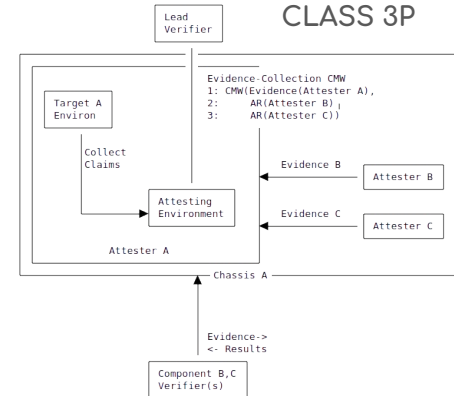 CLASS 3P
Lead
Verifier
Evidence-Collection CMW
1: CMW(Evidence(Attester A),
2: AR(Attester B),
3: AR(Attester C))
Target A
Environ
Collect
Claims
Evidence B
Attester B
Attesting
Environment
Evidence C
Attester C
Attester A
Chassis A
Evidence->
<- Results
Component B,C
Verifier(s)